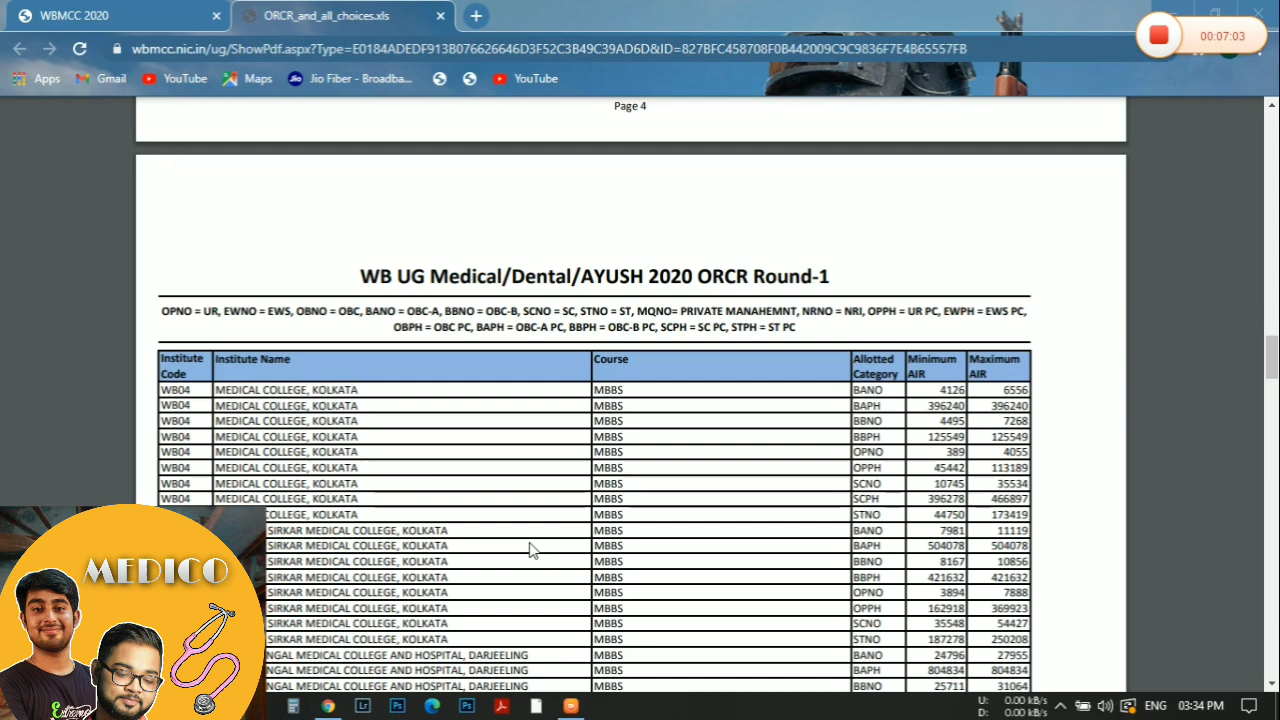 WBMCC 2020
ORCR_and_all_choices.xls
wbmcc.nic.in/ug/ShowPdf.aspx?Type=E0184ADEDF913B076626646D3F52C3B49C39AD6D&ID=827BFC458708F0B442009C9C9836F7E4B65557FB
00:07:03
Apps Gmail YouTube Maps Jio Fiber - Broadba... YouTube
Page 4
WB UG Medical/Dental/AYUSH 2020 ORCR Round-1
OPNO = UR, EWNO = EWS, OBNO = OBC, BANO = OBC-A, BBNO = OBC-B, SCNO = SC, STNO = ST, MQNO= PRIVATE MANAHEMNT, NRNO = NRI, OPPH = UR PC, EWPH = EWS PC,
OBPH = OBC PC, BAPH = OBC-A PC, BBPH = OBC-B PC, SCPH = SC PC, STPH = ST PC
Institute Code Institute Name Course Allotted Category Minimum AIR Maximum AIR
WB04 MEDICAL COLLEGE, KOLKATA MBBS BANO 4126 6556
WB04 MEDICAL COLLEGE, KOLKATA MBBS BAPH 396240 396240
WB04 MEDICAL COLLEGE, KOLKATA MBBS BBNO 4495 7268
WB04 MEDICAL COLLEGE, KOLKATA MBBS BBPH 125549 125549
WB04 MEDICAL COLLEGE, KOLKATA MBBS OPNO 389 4055
WB04 MEDICAL COLLEGE, KOLKATA MBBS OPPH 45442 113189
WB04 MEDICAL COLLEGE, KOLKATA MBBS SCNO 10745 35534
WB04 MEDICAL COLLEGE, KOLKATA MBBS SCPH 396278 466897
COLLEGE, KOLKATA MBBS STNO 44750 173419
SIRKAR MEDICAL COLLEGE, KOLKATA MBBS BANO 7981 11119
SIRKAR MEDICAL COLLEGE, KOLKATA MBBS BAPH 504078 504078
SIRKAR MEDICAL COLLEGE, KOLKATA MBBS BBNO 8167 10856
SIRKAR MEDICAL COLLEGE, KOLKATA MBBS BBPH 421632 421632
SIRKAR MEDICAL COLLEGE, KOLKATA MBBS OPNO 3894 7888
SIRKAR MEDICAL COLLEGE, KOLKATA MBBS OPPH 162918 369923
SIRKAR MEDICAL COLLEGE, KOLKATA MBBS SCNO 35548 54427
SIRKAR MEDICAL COLLEGE, KOLKATA MBBS STNO 187278 250208
NGAL MEDICAL COLLEGE AND HOSPITAL, DARJEELING MBBS BANO 24796 27955
NGAL MEDICAL COLLEGE AND HOSPITAL, DARJEELING MBBS BAPH 804834 804834
NGAL MEDICAL COLLEGE AND HOSPITAL, DARJEELING MBBS BBNO 25711 31064
MEDICO
Extreme
Lr Ps Ps
U: 0.00 kB/s
D: 0.00 kB/s
ENG 03:34 PM